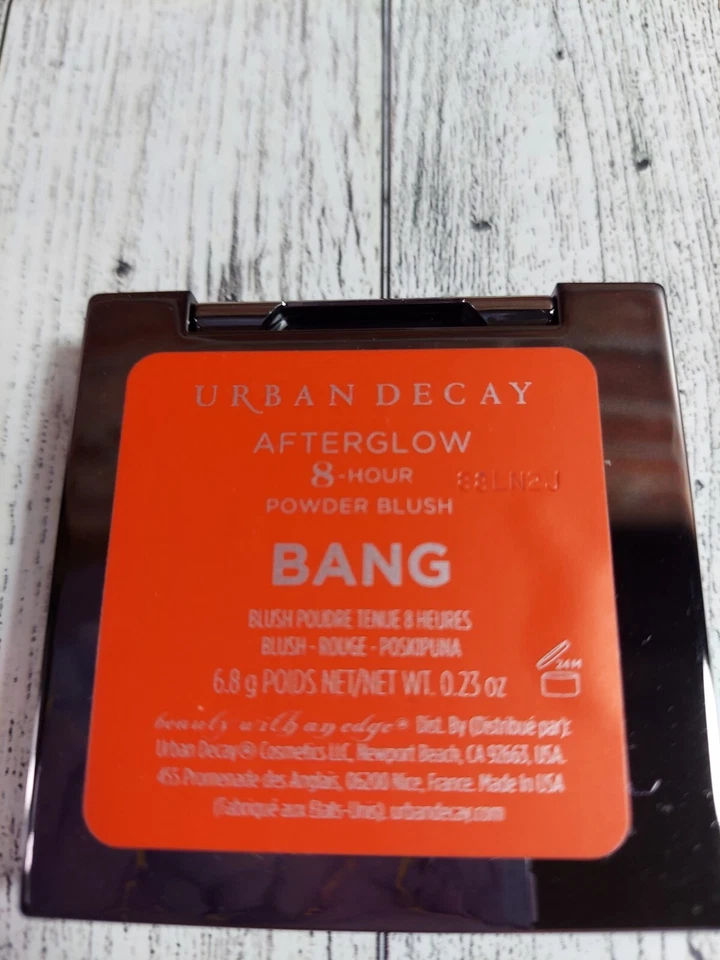 URBAN DECAY
AFTERGLOW
8-HOUR
POWDER BLUSH
BANG
BLUSH POUDRE TENUE 8 HEURES
BLUSH - ROUGE - POSKIPUNA
6.8 g POIDS NET/NET WT. 0.23 oz
24M
beauty with an edge® Dist. By (Distribué par):
Urban Decay® Cosmetics LLC, Newport Beach, CA 92663, USA.
455 Promenade des Anglais, 06200 Nice, France. Made In USA
(Fabriqué aux États-Unis). urbandecay.com